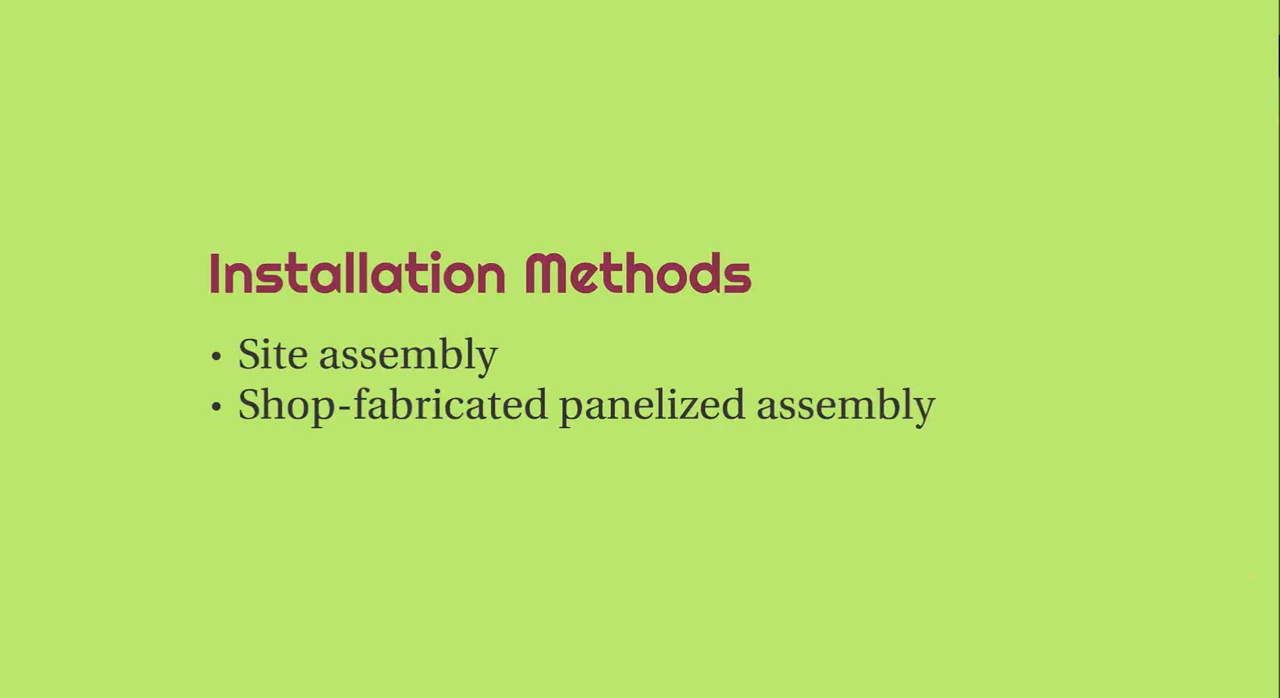 Installation Methods
• Site assembly
• Shop-fabricated panelized assembly